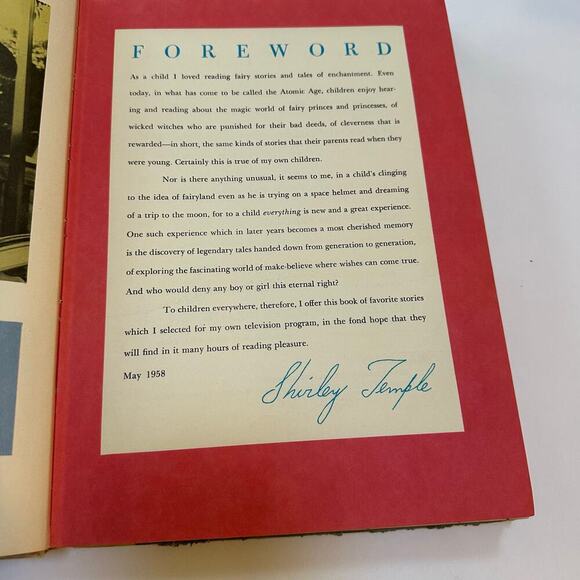 FOREWORD
As a child I loved reading fairy stories and tales of enchantment. Even
today, in what has come to be called the Atomic Age, children enjoy hear-
ing and reading about the magic world of fairy princes and princesses, of
wicked witches who are punished for their bad deeds, of cleverness that is
rewarded—in short, the same kinds of stories that their parents read when they
were young. Certainly this is true of my own children.
Nor is there anything unusual, it seems to me, in a child's clinging
to the idea of fairyland even as he is trying on a space helmet and dreaming
of a trip to the moon, for to a child everything is new and a great experience.
One such experience which in later years becomes a most cherished memory
is the discovery of legendary tales handed down from generation to generation,
of exploring the fascinating world of make-believe where wishes can come true.
And who would deny any boy or girl this eternal right?
To children everywhere, therefore, I offer this book of favorite stories
which I selected for my own television program, in the fond hope that they
will find in it many hours of reading pleasure.
May 1958
Shirley Temple